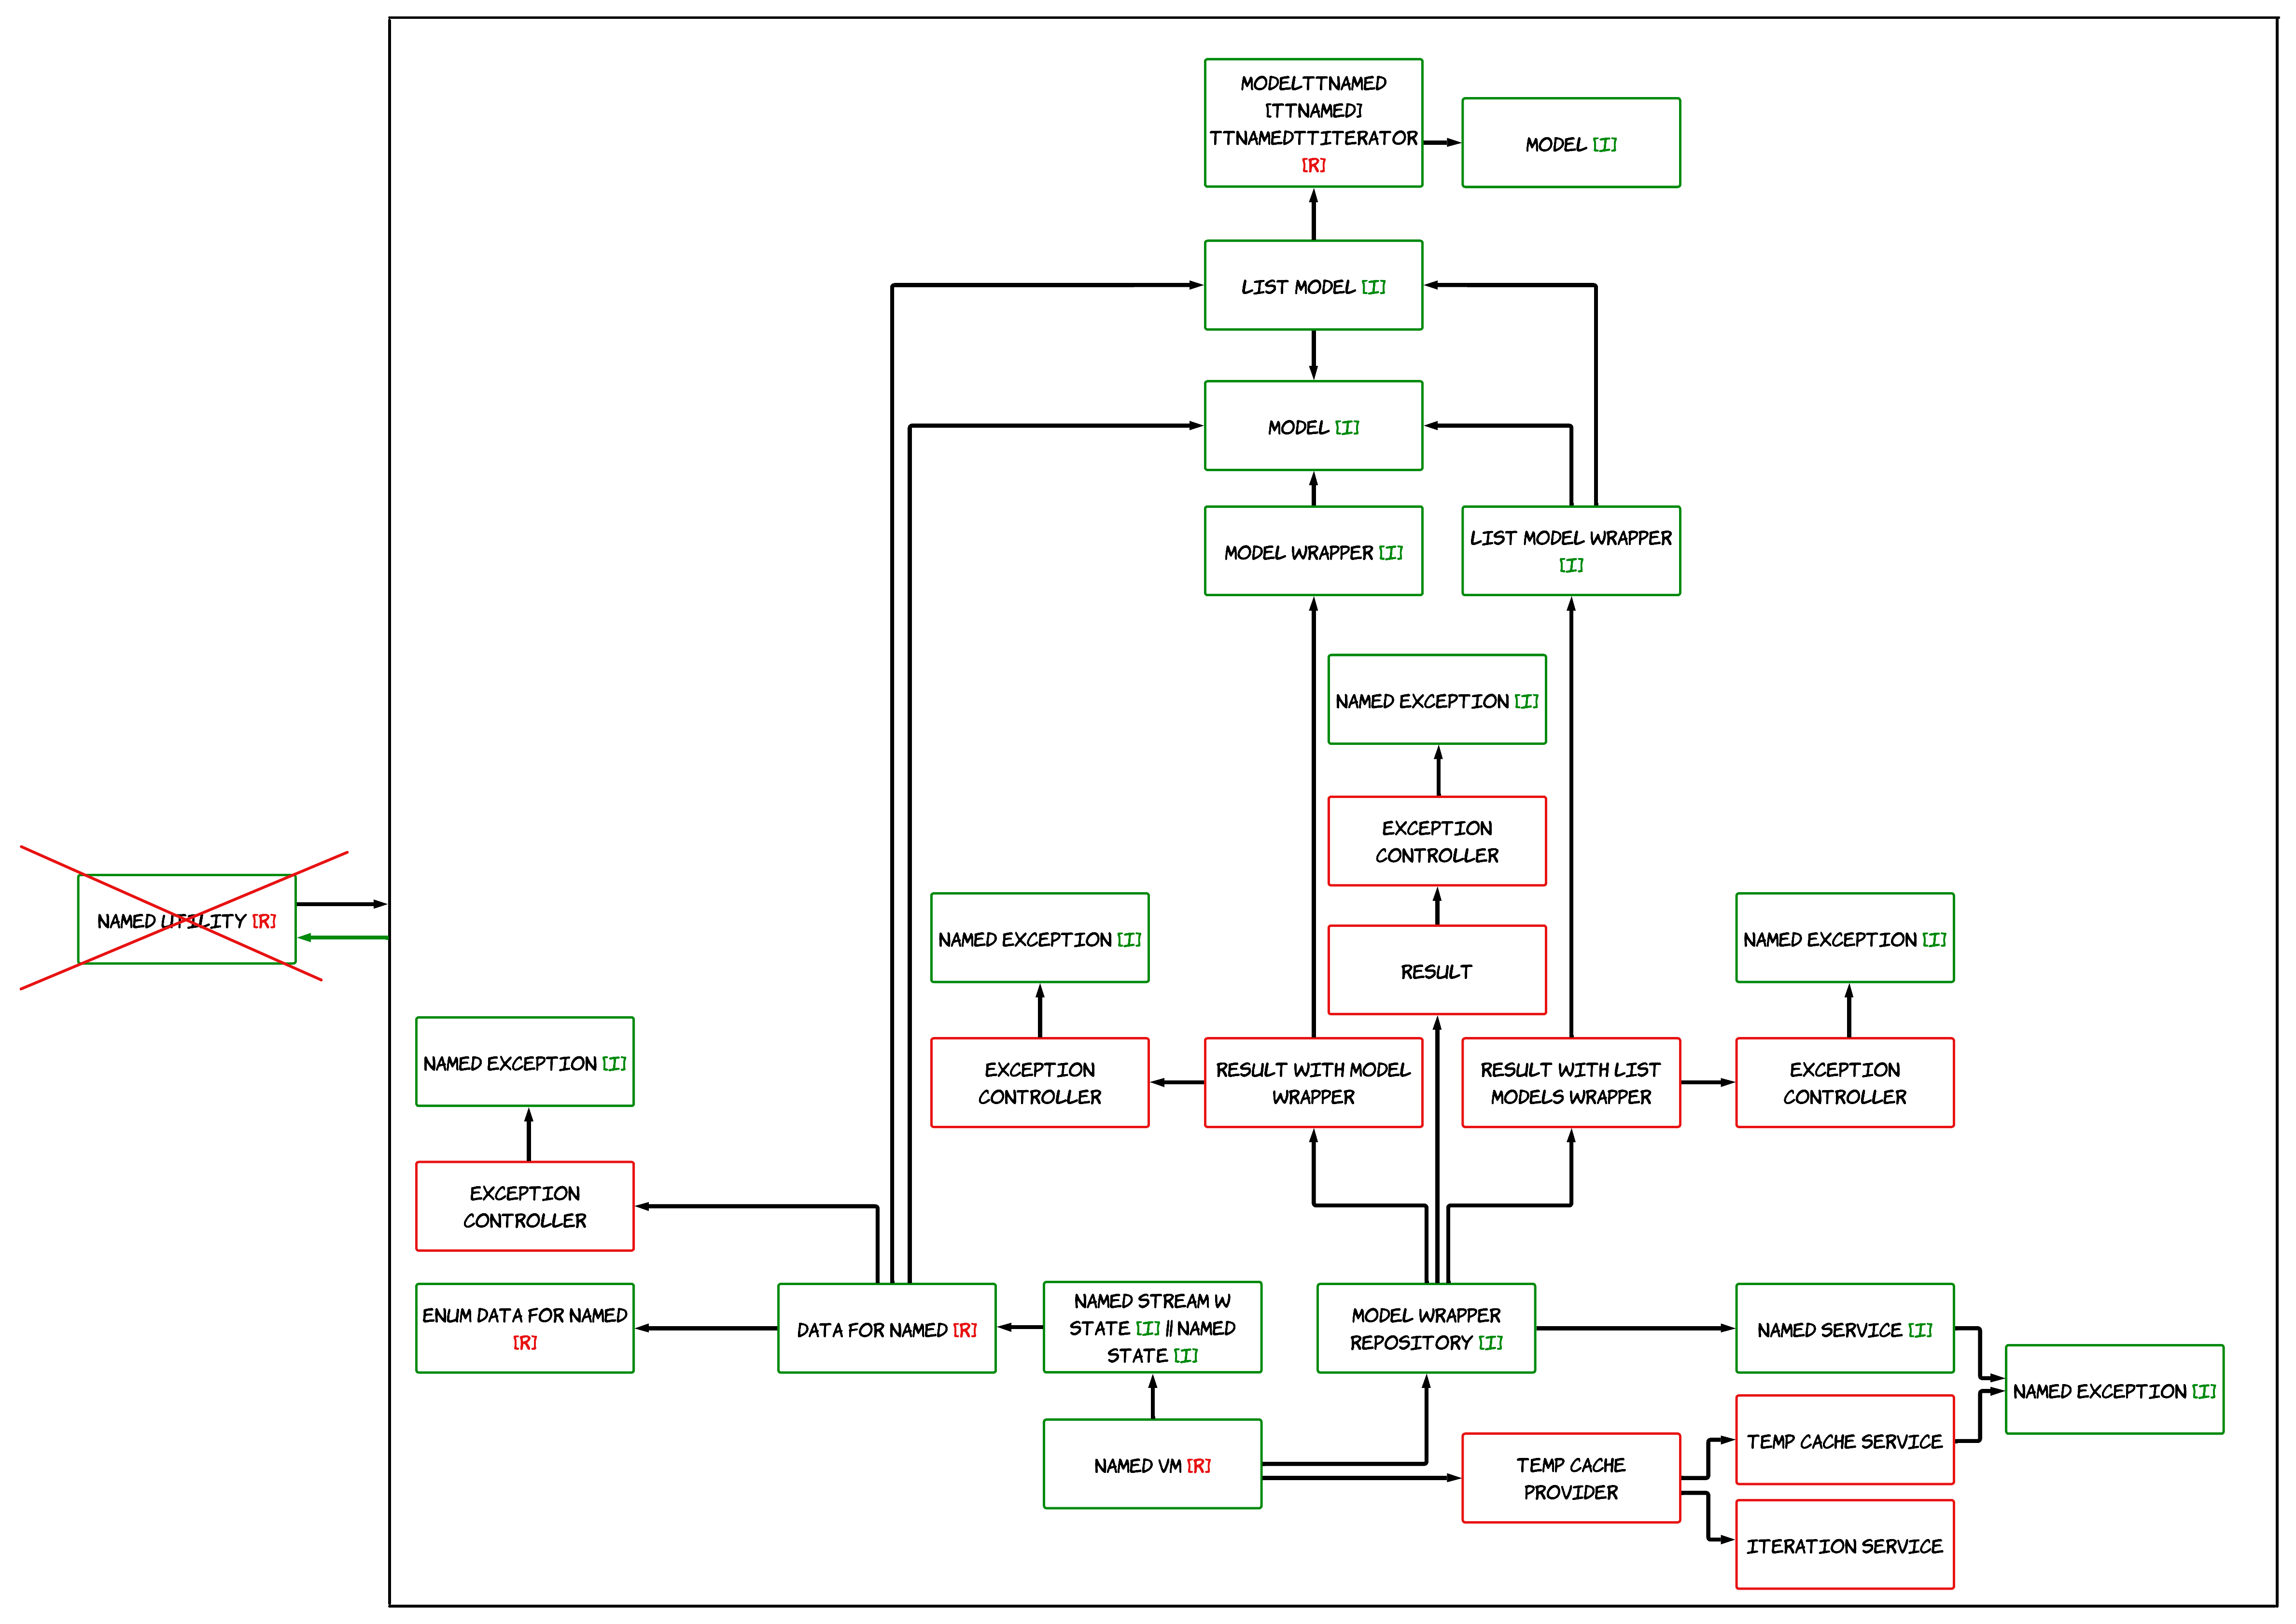 MODELTTNAMED
[TTNAMED]
TTNAMEDTTITERATOR
[R]
MODEL [I]
LIST MODEL [I]
MODEL [I]
MODEL WRAPPER [I]
LIST MODEL WRAPPER
[I]
NAMED EXCEPTION [I]
EXCEPTION
CONTROLLER
NAMED UTILITY [R]
NAMED EXCEPTION [I]
RESULT
NAMED EXCEPTION [I]
NAMED EXCEPTION [I]
EXCEPTION
CONTROLLER
RESULT WITH MODEL
WRAPPER
RESULT WITH LIST
MODELS WRAPPER
EXCEPTION
CONTROLLER
EXCEPTION
CONTROLLER
ENUM DATA FOR NAMED
[R]
DATA FOR NAMED [R]
NAMED STREAM W
STATE [I] || NAMED
STATE [I]
MODEL WRAPPER
REPOSITORY [I]
NAMED SERVICE [I]
NAMED EXCEPTION [I]
NAMED VM [R]
TEMP CACHE
PROVIDER
TEMP CACHE SERVICE
ITERATION SERVICE